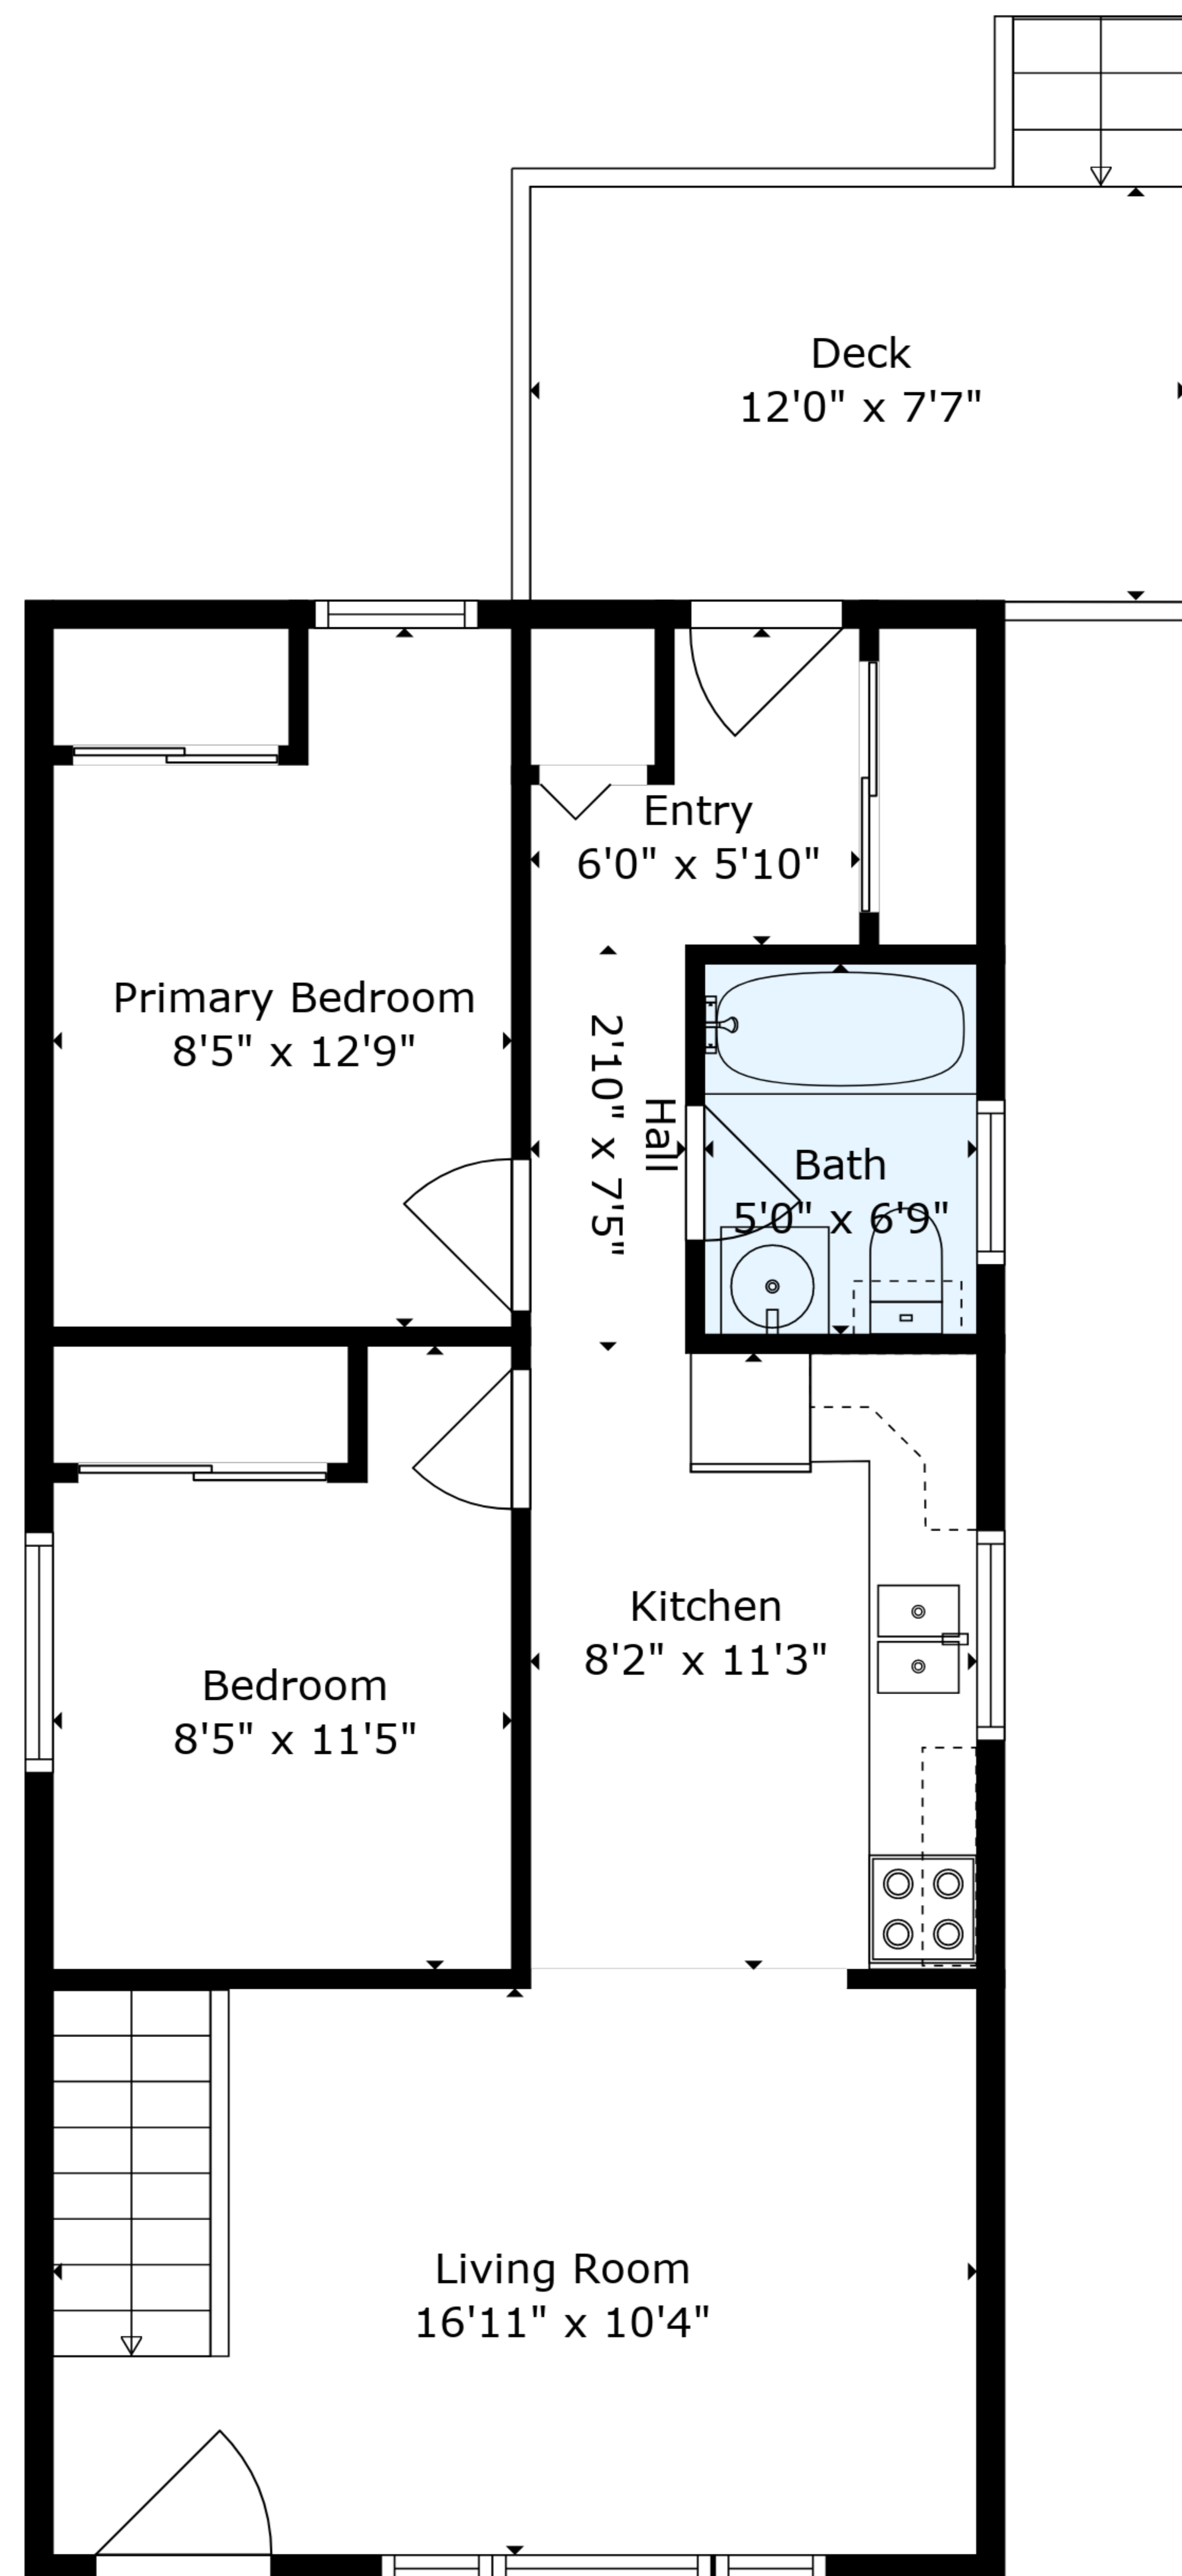 Deck
12'0" x 7'7"
Entry
6'0" x 5'10"
Primary Bedroom
8'5" x 12'9"
Hall
2'10" x 7'5"
Bath
5'0" x 6'9"
Kitchen
8'2" x 11'3"
Bedroom
8'5" x 11'5"
Living Room
16'11" x 10'4"